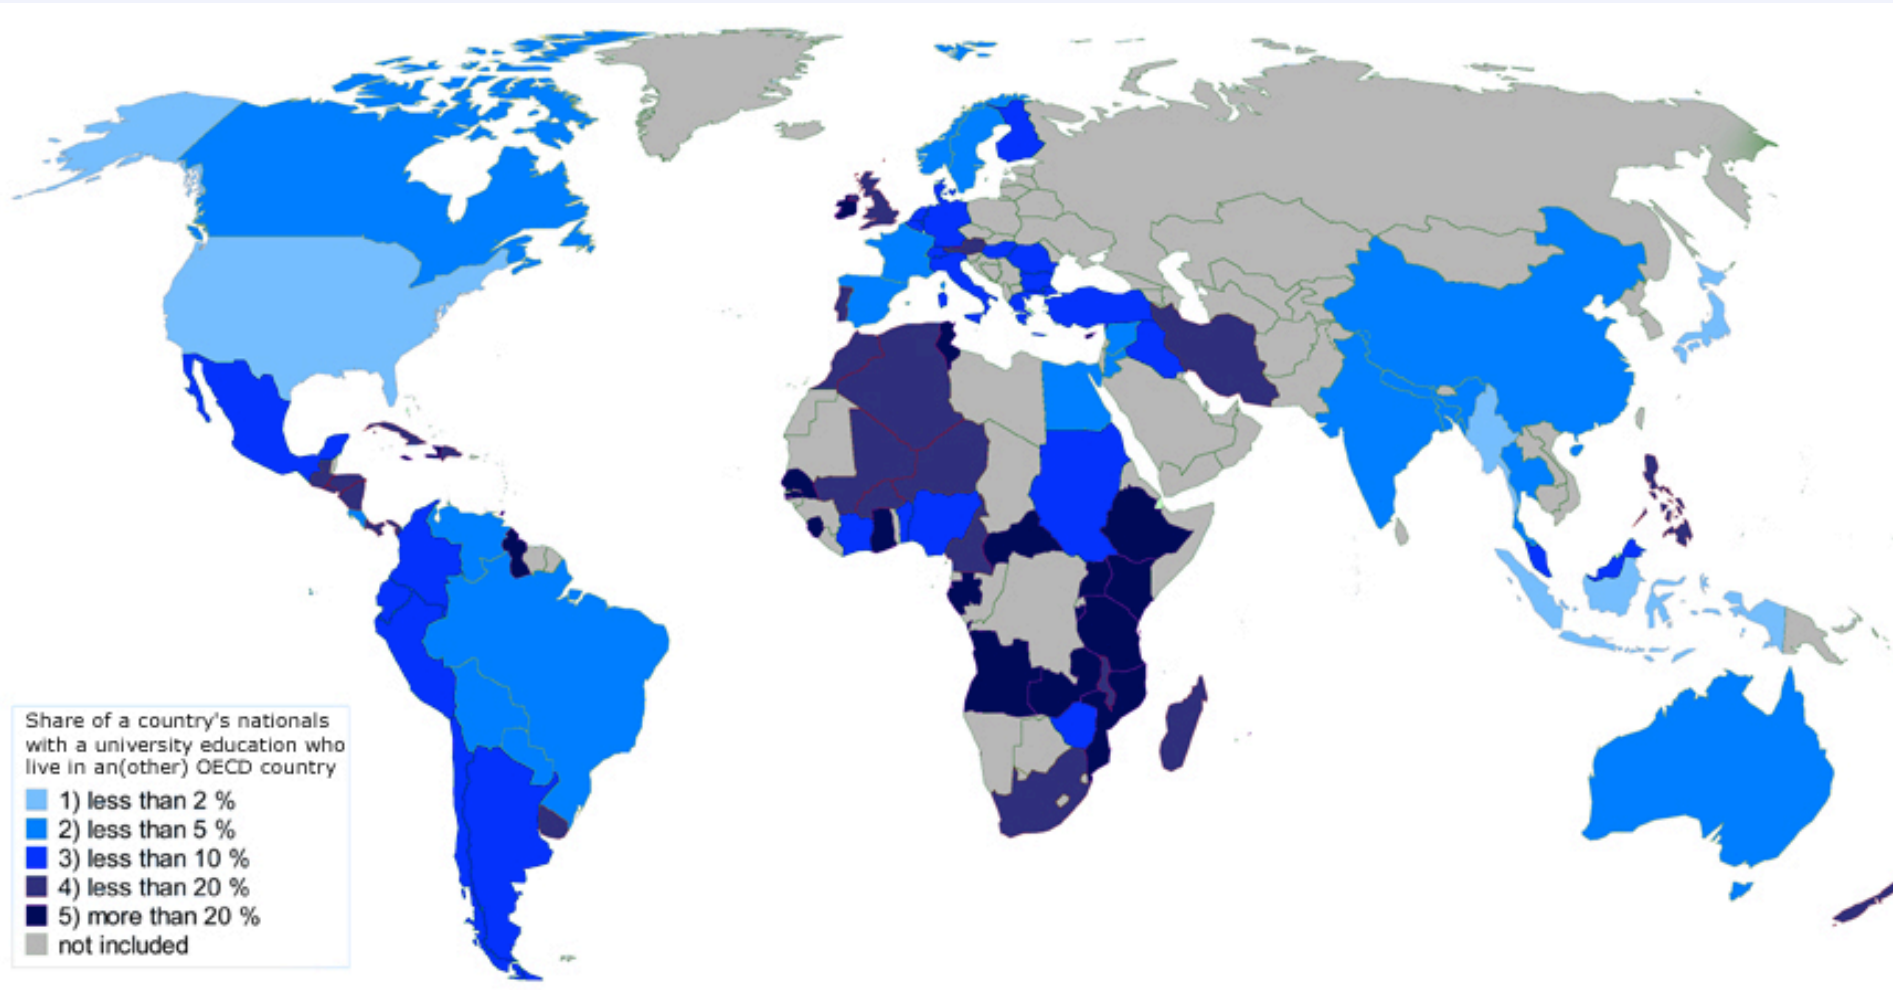 Share of a country's nationals
with a university education who
live in an(other) OECD country
1) less than 2 %
2) less than 5 %
3) less than 10 %
4) less than 20 %
5) more than 20 %
not included